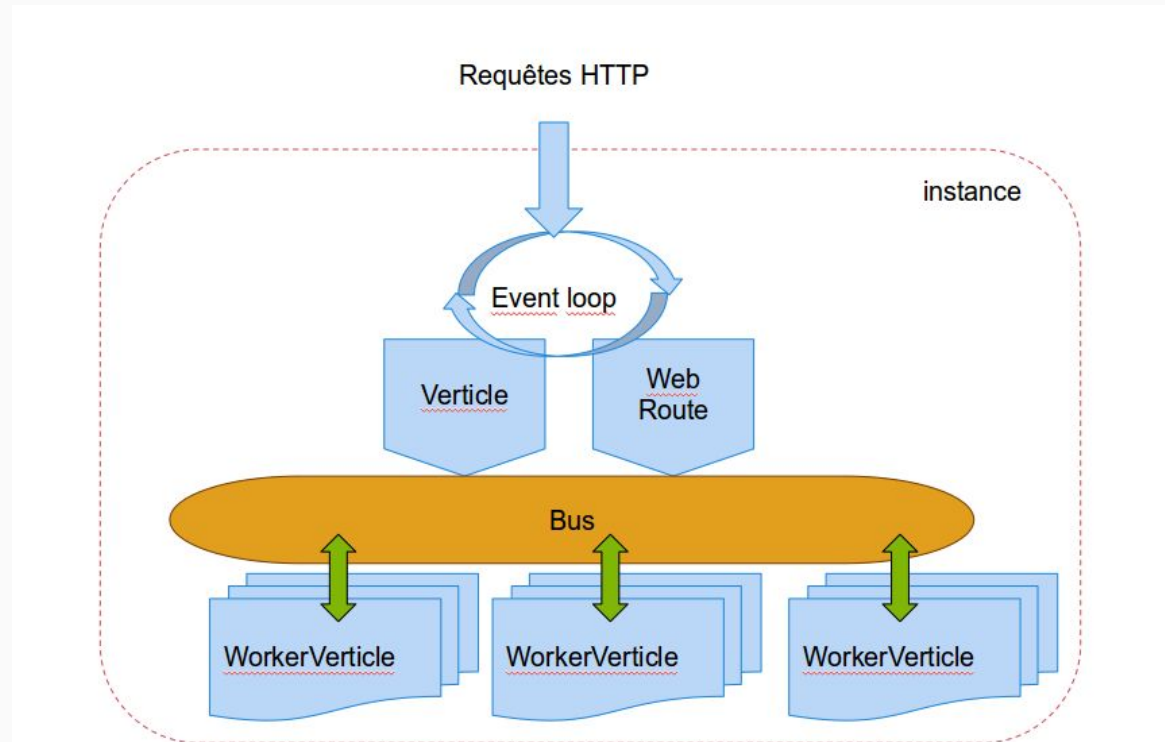 Requêtes HTTP
instance
Event loop
Verticle
Web
Route
Bus
WorkerVerticle
WorkerVerticle
WorkerVerticle